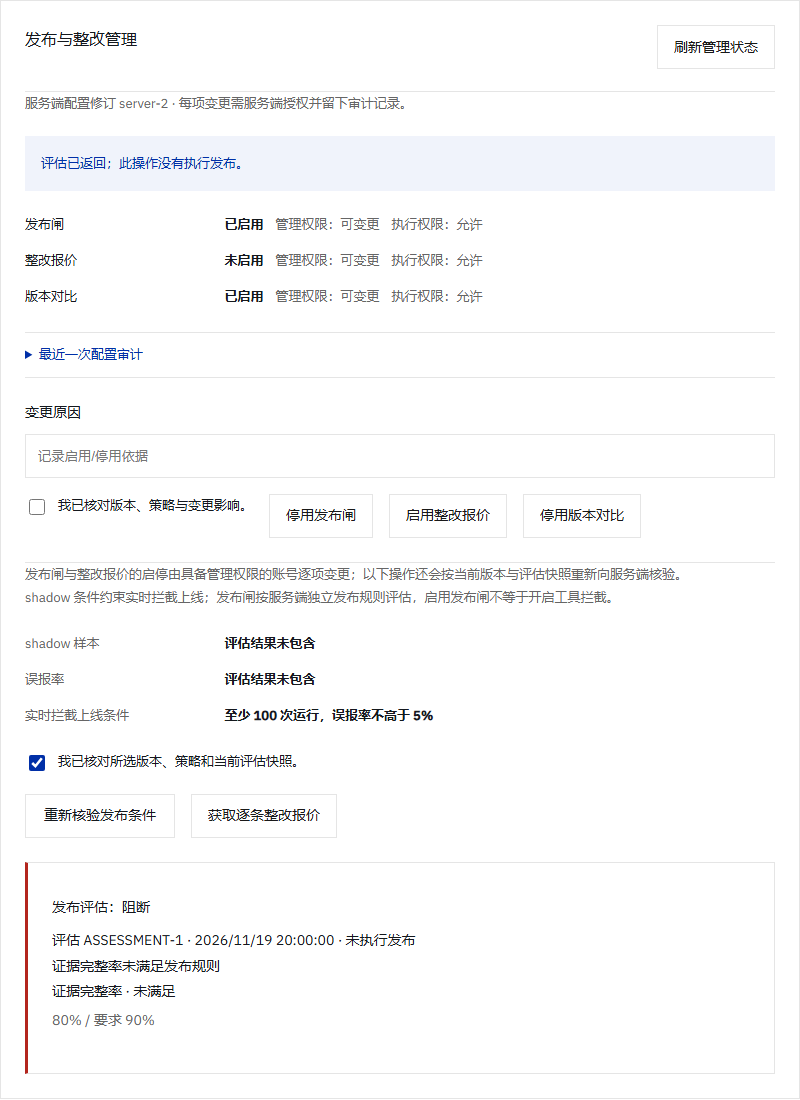 发布与整改管理
刷新管理状态
服务端配置修订 server-2 · 每项变更需服务端授权并留下审计记录。
评估已返回；此操作没有执行发布。
发布闸 已启用 管理权限：可变更 执行权限：允许
整改报价 未启用 管理权限：可变更 执行权限：允许
版本对比 已启用 管理权限：可变更 执行权限：允许
最近一次配置审计
变更原因
记录启用/停用依据
我已核对版本、策略与变更影响。 停用发布闸 启用整改报价 停用版本对比
发布闸与整改报价的启停由具备管理权限的账号逐项变更；以下操作还会按当前版本与评估快照重新向服务端核验。
shadow 条件约束实时拦截上线；发布闸按服务端独立发布规则评估，启用发布闸不等于开启工具拦截。
shadow 样本 评估结果未包含
误报率 评估结果未包含
实时拦截上线条件 至少 100 次运行，误报率不高于 5%
我已核对所选版本、策略和当前评估快照。
重新核验发布条件 获取逐条整改报价
发布评估：阻断
评估 ASSESSMENT-1 · 2026/11/19 20:00:00 · 未执行发布
证据完整率未满足发布规则
证据完整率 · 未满足
80% / 要求 90%